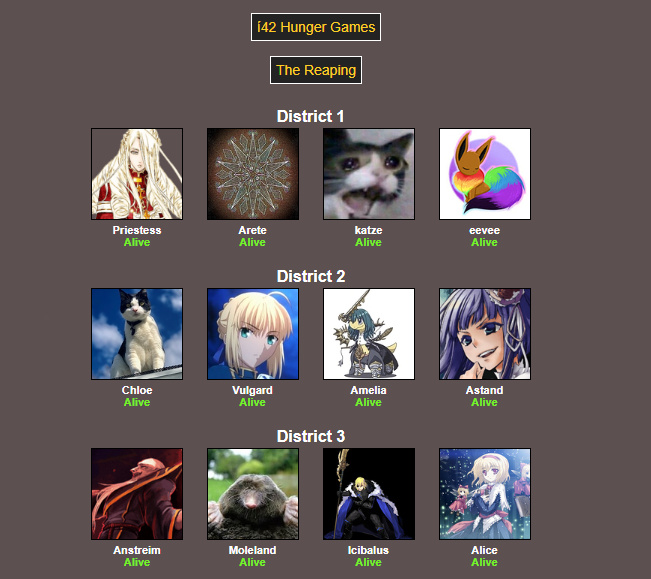 í42 Hunger Games
The Reaping
District 1
Priestess Arete katze eevee
Alive Alive Alive Alive
District 2
Chloe Vulgard Amelia Astand
Alive Alive Alive Alive
District 3
Anstreim Moleland Icibalus Alice
Alive Alive Alive Alive